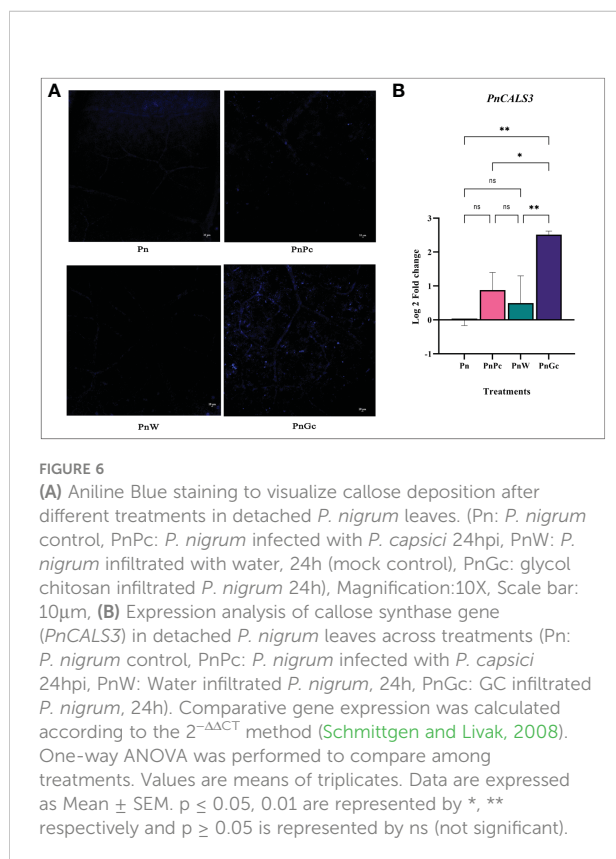 A
B
PnCALS3
**
*
ns
ns
ns
**
Log 2 Fold change
3
2
1
0
-1
Pn
PnPc
PnW
PnGc
Treatments
Pn
PnPc
PnW
PnGc
FIGURE 6
(A) Aniline Blue staining to visualize callose deposition after
different treatments in detached P. nigrum leaves. (Pn: P. nigrum
control, PnPc: P. nigrum infected with P. capsici 24hpi, PnW: P.
nigrum infiltrated with water, 24h (mock control), PnGc: glycol
chitosan infiltrated P. nigrum 24h), Magnification:10X, Scale bar:
10µm, (B) Expression analysis of callose synthase gene
(PnCALS3) in detached P. nigrum leaves across treatments (Pn:
P. nigrum control, PnPc: P. nigrum infected with P. capsici
24hpi, PnW: Water infiltrated P. nigrum, 24h, PnGc: GC infiltrated
P. nigrum, 24h). Comparative gene expression was calculated
according to the 2−ΔΔCT method (Schmittgen and Livak, 2008).
One-way ANOVA was performed to compare among
treatments. Values are means of triplicates. Data are expressed
as Mean ± SEM. p ≤ 0.05, 0.01 are represented by *, **
respectively and p ≥ 0.05 is represented by ns (not significant).